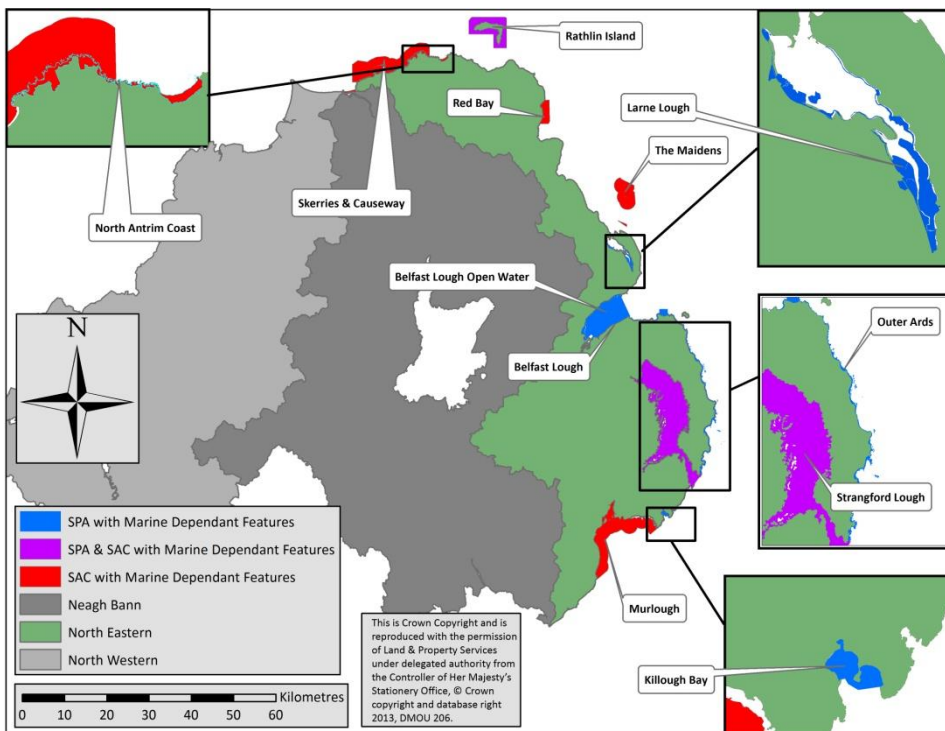 Rathlin Island
Red Bay
Larne Lough
The Maidens
North Antrim Coast
Skerries & Causeway
Belfast Lough Open Water
Belfast Lough
Outer Ards
Strangford Lough
N
SPA with Marine Dependant Features
SPA & SAC with Marine Dependant Features
SAC with Marine Dependant Features
Neagh Bann
North Eastern
North Western
Murlough
Killough Bay
This is Crown Copyright and is
reproduced with the permission
of Land & Property Services
under delegated authority from
the Controller of Her Majesty's
Stationery Office, © Crown
copyright and database right
2013, DMOU 206.
Kilometres
0 10 20 30 40 50 60